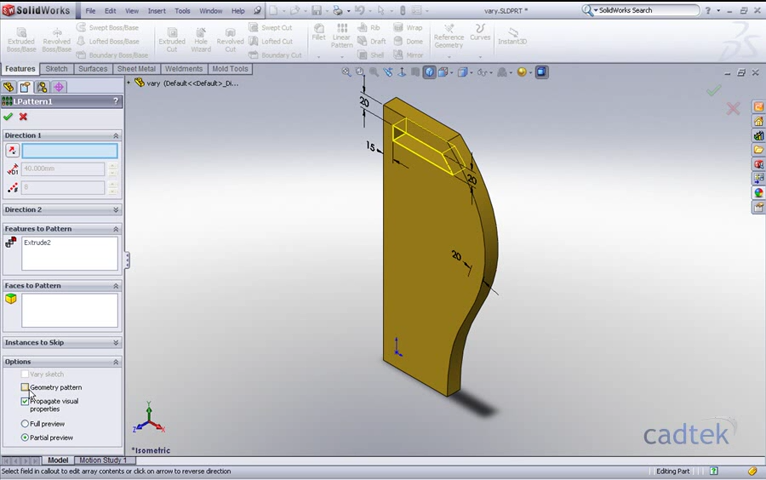 SolidWorks
File Edit View Insert Tools Window Help
vary.SLDPRT *
SolidWorks Search
Extruded Boss/Base
Revolved Boss/Base
Swept Boss/Base
Lofted Boss/Base
Boundary Boss/Base
Extruded Cut
Hole Wizard
Revolved Cut
Swept Cut
Lofted Cut
Boundary Cut
Fillet
Linear Pattern
Rib
Draft
Shell
Wrap
Dome
Mirror
Reference Geometry
Curves
Instant3D
Features Sketch Surfaces Sheet Metal Weldments Mold Tools
vary (Default<<Default>_Di...
LPattern1 ?
Direction 1
D1 40.000mm
Direction 2
Features to Pattern
Extrude2
Faces to Pattern
Instances to Skip
Options
Vary sketch
Geometry pattern
Propagate visual properties
Full preview
Partial preview
20
15
20
20
Y
X
Z
*Isometric
cadtek
Model Motion Study 1
Select field in callout to edit array contents or click on arrow to reverse direction
Editing Part